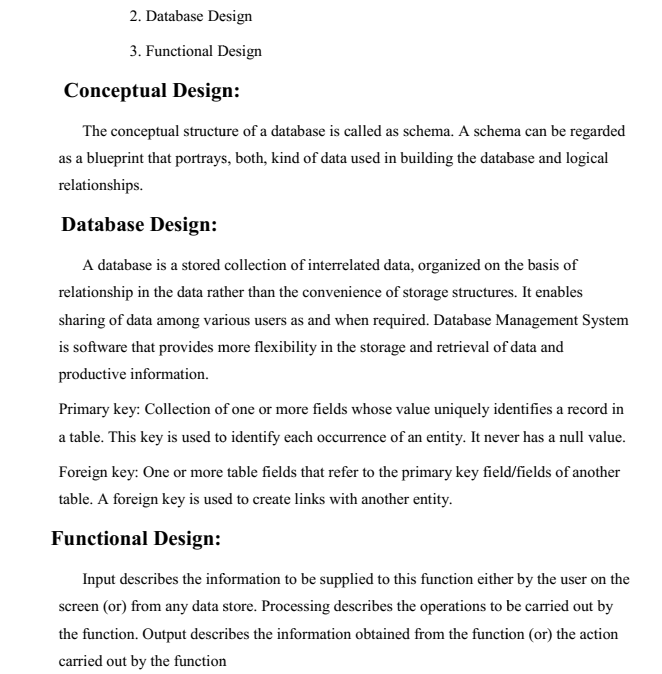 2. Database Design
3. Functional Design
Conceptual Design:
The conceptual structure of a database is called as schema. A schema can be regarded
as a blueprint that portrays, both, kind of data used in building the database and logical
relationships.
Database Design:
A database is a stored collection of interrelated data, organized on the basis of
relationship in the data rather than the convenience of storage structures. It enables
sharing of data among various users as and when required. Database Management System
is software that provides more flexibility in the storage and retrieval of data and
productive information.
Primary key: Collection of one or more fields whose value uniquely identifies a record in
a table. This key is used to identify each occurrence of an entity. It never has a null value.
Foreign key: One or more table fields that refer to the primary key field/fields of another
table. A foreign key is used to create links with another entity.
Functional Design:
Input describes the information to be supplied to this function either by the user on the
screen (or) from any data store. Processing describes the operations to be carried out by
the function. Output describes the information obtained from the function (or) the action
carried out by the function